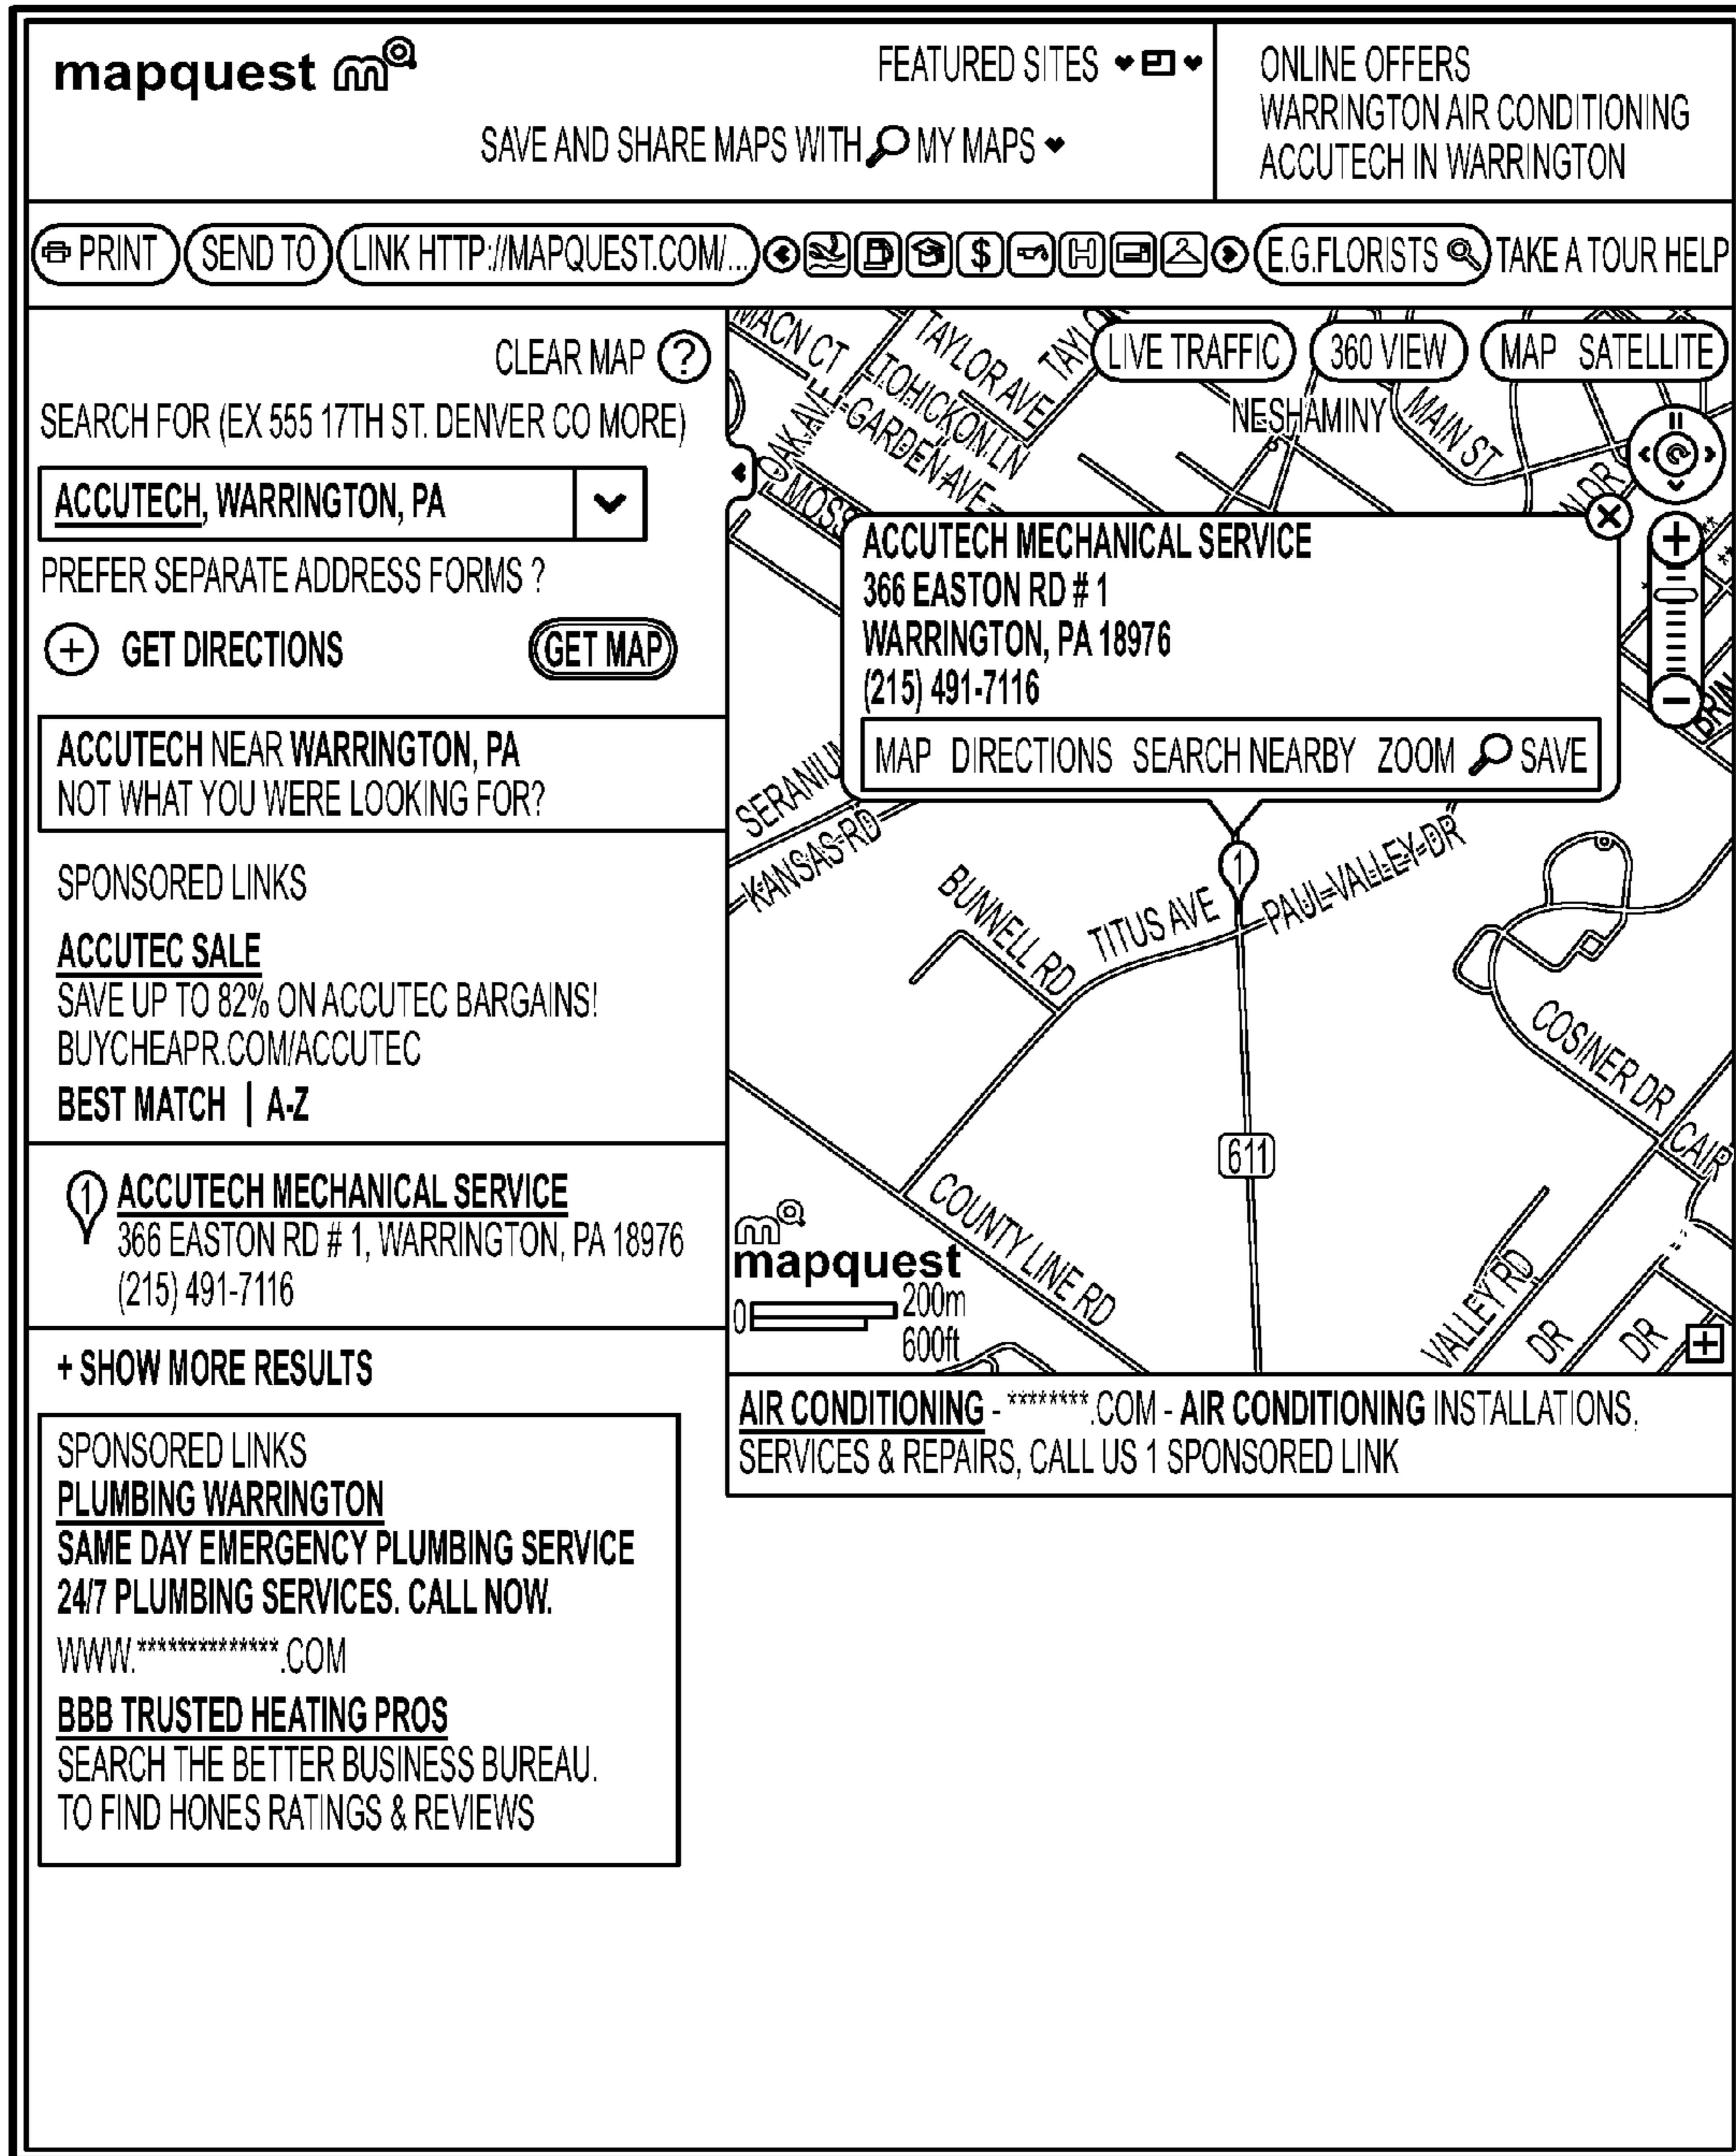 mapquest
FEATURED SITES
SAVE AND SHARE MAPS WITH MY MAPS
ONLINE OFFERS
WARRINGTON AIR CONDITIONING
ACCUTECH IN WARRINGTON
PRINT
SEND TO
LINK HTTP://MAPQUEST.COM/...
$
H
E.G.FLORISTS
TAKE A TOUR HELP
CLEAR MAP ?
SEARCH FOR (EX 555 17TH ST. DENVER CO MORE)
ACCUTECH, WARRINGTON, PA
PREFER SEPARATE ADDRESS FORMS ?
+ GET DIRECTIONS
GET MAP
ACCUTECH NEAR WARRINGTON, PA
NOT WHAT YOU WERE LOOKING FOR?
SPONSORED LINKS
ACCUTEC SALE
SAVE UP TO 82% ON ACCUTEC BARGAINS!
BUYCHEAPR.COM/ACCUTEC
BEST MATCH | A-Z
1 ACCUTECH MECHANICAL SERVICE
366 EASTON RD # 1, WARRINGTON, PA 18976
(215) 491-7116
+ SHOW MORE RESULTS
SPONSORED LINKS
PLUMBING WARRINGTON
SAME DAY EMERGENCY PLUMBING SERVICE
24/7 PLUMBING SERVICES. CALL NOW.
WWW.**************.COM
BBB TRUSTED HEATING PROS
SEARCH THE BETTER BUSINESS BUREAU.
TO FIND HONES RATINGS & REVIEWS
LIVE TRAFFIC
360 VIEW
MAP SATELLITE
MACN CT
TAYLOR AVE
TOHICKON LN
GARDEN AVE
OAK AVE
MOSS
NESHAMINY
MAIN ST
DR
ACCUTECH MECHANICAL SERVICE
366 EASTON RD # 1
WARRINGTON, PA 18976
(215) 491-7116
MAP DIRECTIONS SEARCH NEARBY ZOOM SAVE
KANSAS RD
1
BUNNELL RD
TITUS AVE
PAUL VALLEY DR
COSINER DR
611
COUNTY LINE RD
VALLEY RD
DR
DR
mapquest
0
200m
600ft
AIR CONDITIONING - ********.COM - AIR CONDITIONING INSTALLATIONS,
SERVICES & REPAIRS, CALL US 1 SPONSORED LINK